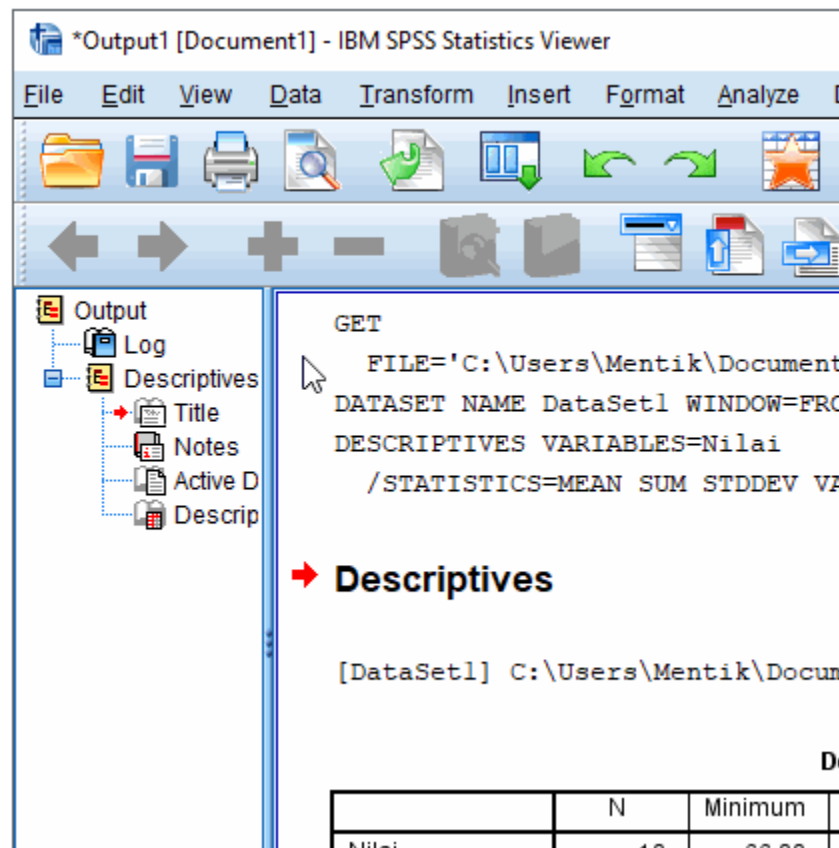 *Output1 [Document1] - IBM SPSS Statistics Viewer
File Edit View Data Transform Insert Format Analyze
Output
Log
Descriptives
Title
Notes
Active D
Descrip
GET
FILE='C:\Users\Mentik\Document
DATASET NAME DataSet1 WINDOW=FRO
DESCRIPTIVES VARIABLES=Nilai
/STATISTICS=MEAN SUM STDDEV VA
Descriptives
[DataSet1] C:\Users\Mentik\Docum
De
N Minimum
Nilai